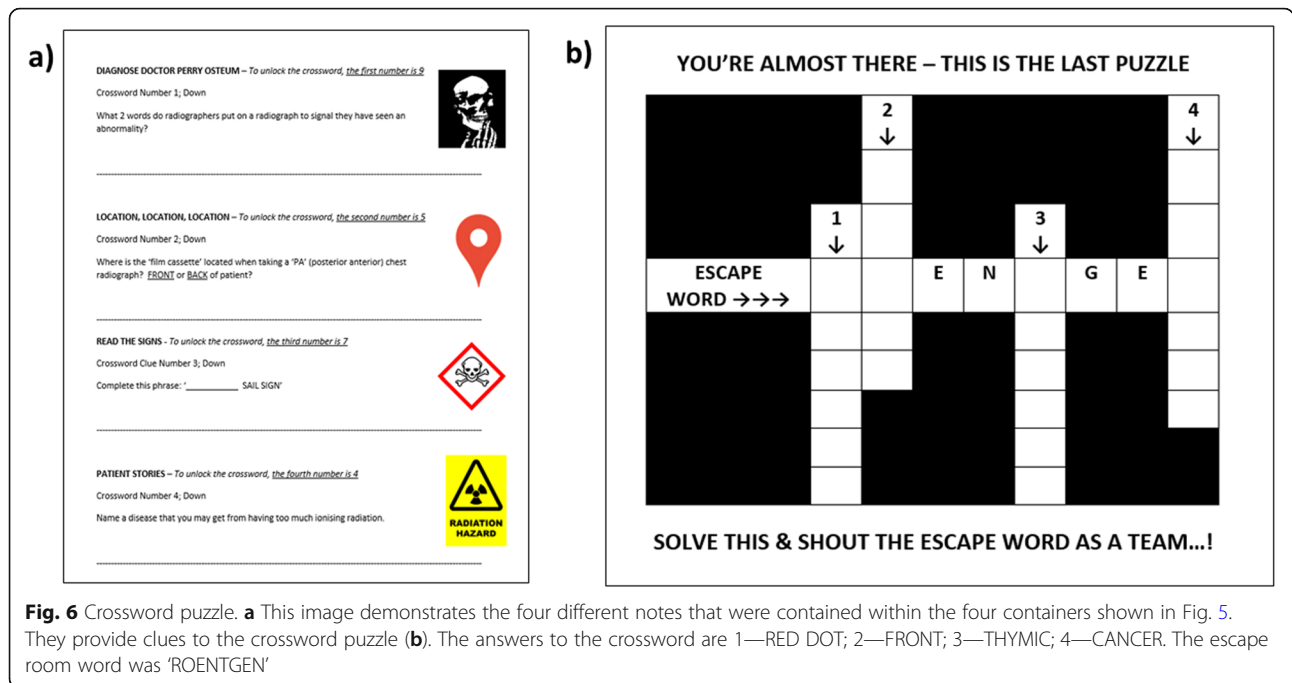 a)
DIAGNOSE DOCTOR PERRY OSTEUM – To unlock the crossword, the first number is 9
Crossword Number 1; Down
What 2 words do radiographers put on a radiograph to signal they have seen an
abnormality?
LOCATION, LOCATION, LOCATION – To unlock the crossword, the second number is 5
Crossword Number 2; Down
Where is the 'film cassette' located when taking a 'PA' (posterior anterior) chest
radiograph? FRONT or BACK of patient?
READ THE SIGNS - To unlock the crossword, the third number is 7
Crossword Clue Number 3; Down
Complete this phrase: '____________ SAIL SIGN'
PATIENT STORIES – To unlock the crossword, the fourth number is 4
Crossword Number 4; Down
Name a disease that you may get from having too much ionising radiation.
RADIATION
HAZARD
b)
YOU'RE ALMOST THERE – THIS IS THE LAST PUZZLE
2 4
↓ ↓
1 3
↓ ↓
ESCAPE E N G E
WORD →→→
SOLVE THIS & SHOUT THE ESCAPE WORD AS A TEAM...!
Fig. 6 Crossword puzzle. a This image demonstrates the four different notes that were contained within the four containers shown in Fig. 5.
They provide clues to the crossword puzzle (b). The answers to the crossword are 1—RED DOT; 2—FRONT; 3—THYMIC; 4—CANCER. The escape
room word was 'ROENTGEN'